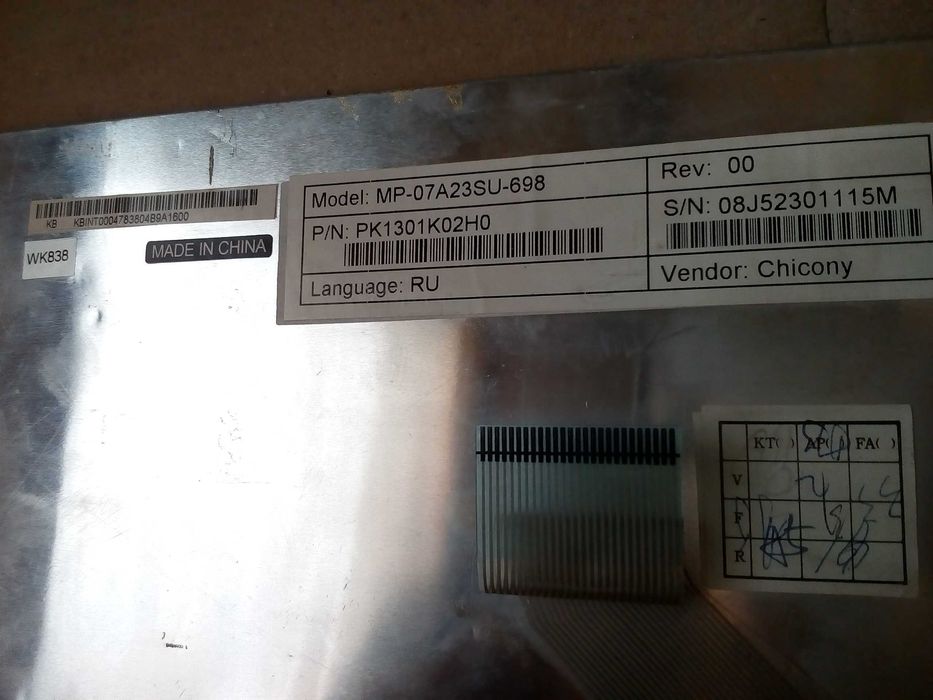 Model: MP-07A23SU-698
Rev: 00
P/N: PK1301K02H0
S/N: 08J52301115M
Language: RU
Vendor: Chicony
KB KBINT0004783804B9A1600
WK838
MADE IN CHINA
KT( ) AP( ) FA( )
V
F
R